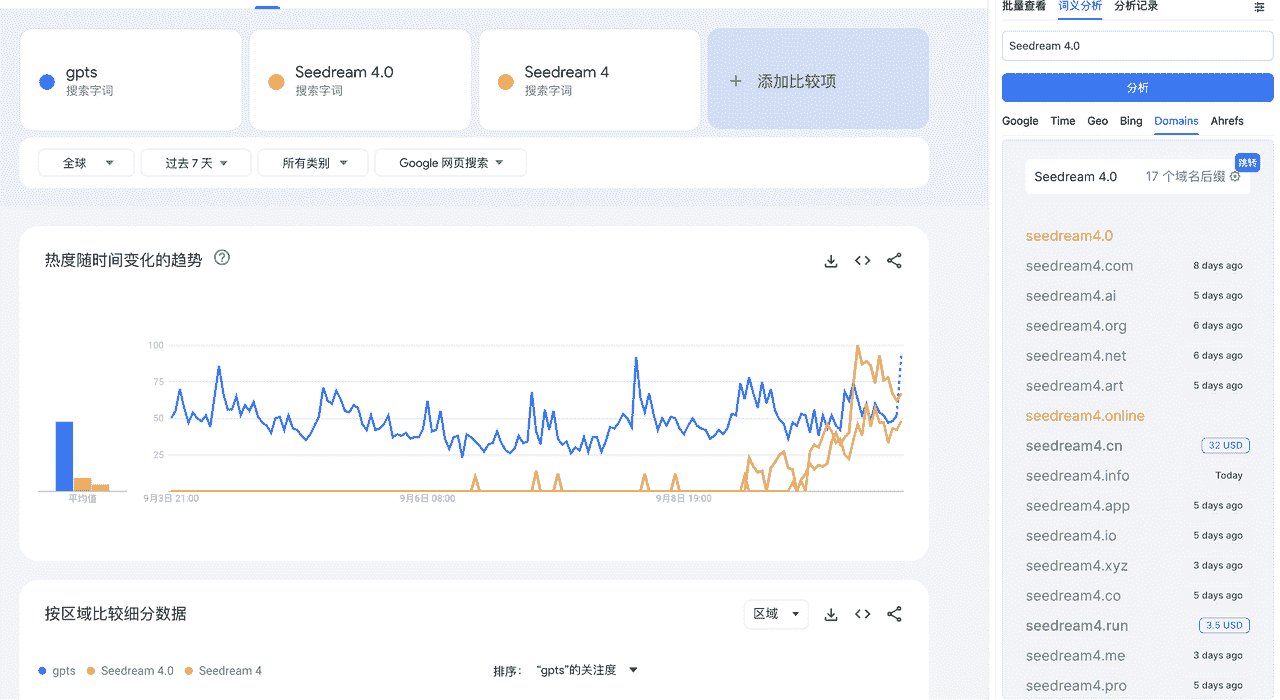 gpts
搜索字词
Seedream 4.0
搜索字词
Seedream 4
搜索字词
+ 添加比较项
全球
过去 7 天
所有类别
Google 网页搜索
热度随时间变化的趋势
100
75
50
25
平均值
9月3日 21:00
9月6日 08:00
9月8日 19:00
按区域比较细分数据
区域
gpts
Seedream 4.0
Seedream 4
排序： “gpts”的关注度
批量查看 词义分析 分析记录
Seedream 4.0
分析
Google Time Geo Bing Domains Ahrefs
跳转
Seedream 4.0 17 个域名后缀
seedream4.0
seedream4.com 8 days ago
seedream4.ai 5 days ago
seedream4.org 6 days ago
seedream4.net 6 days ago
seedream4.art 5 days ago
seedream4.online
seedream4.cn 32 USD
seedream4.info Today
seedream4.app 5 days ago
seedream4.io 5 days ago
seedream4.xyz 3 days ago
seedream4.co 5 days ago
seedream4.run 3.5 USD
seedream4.me 3 days ago
seedream4.pro 5 days ago